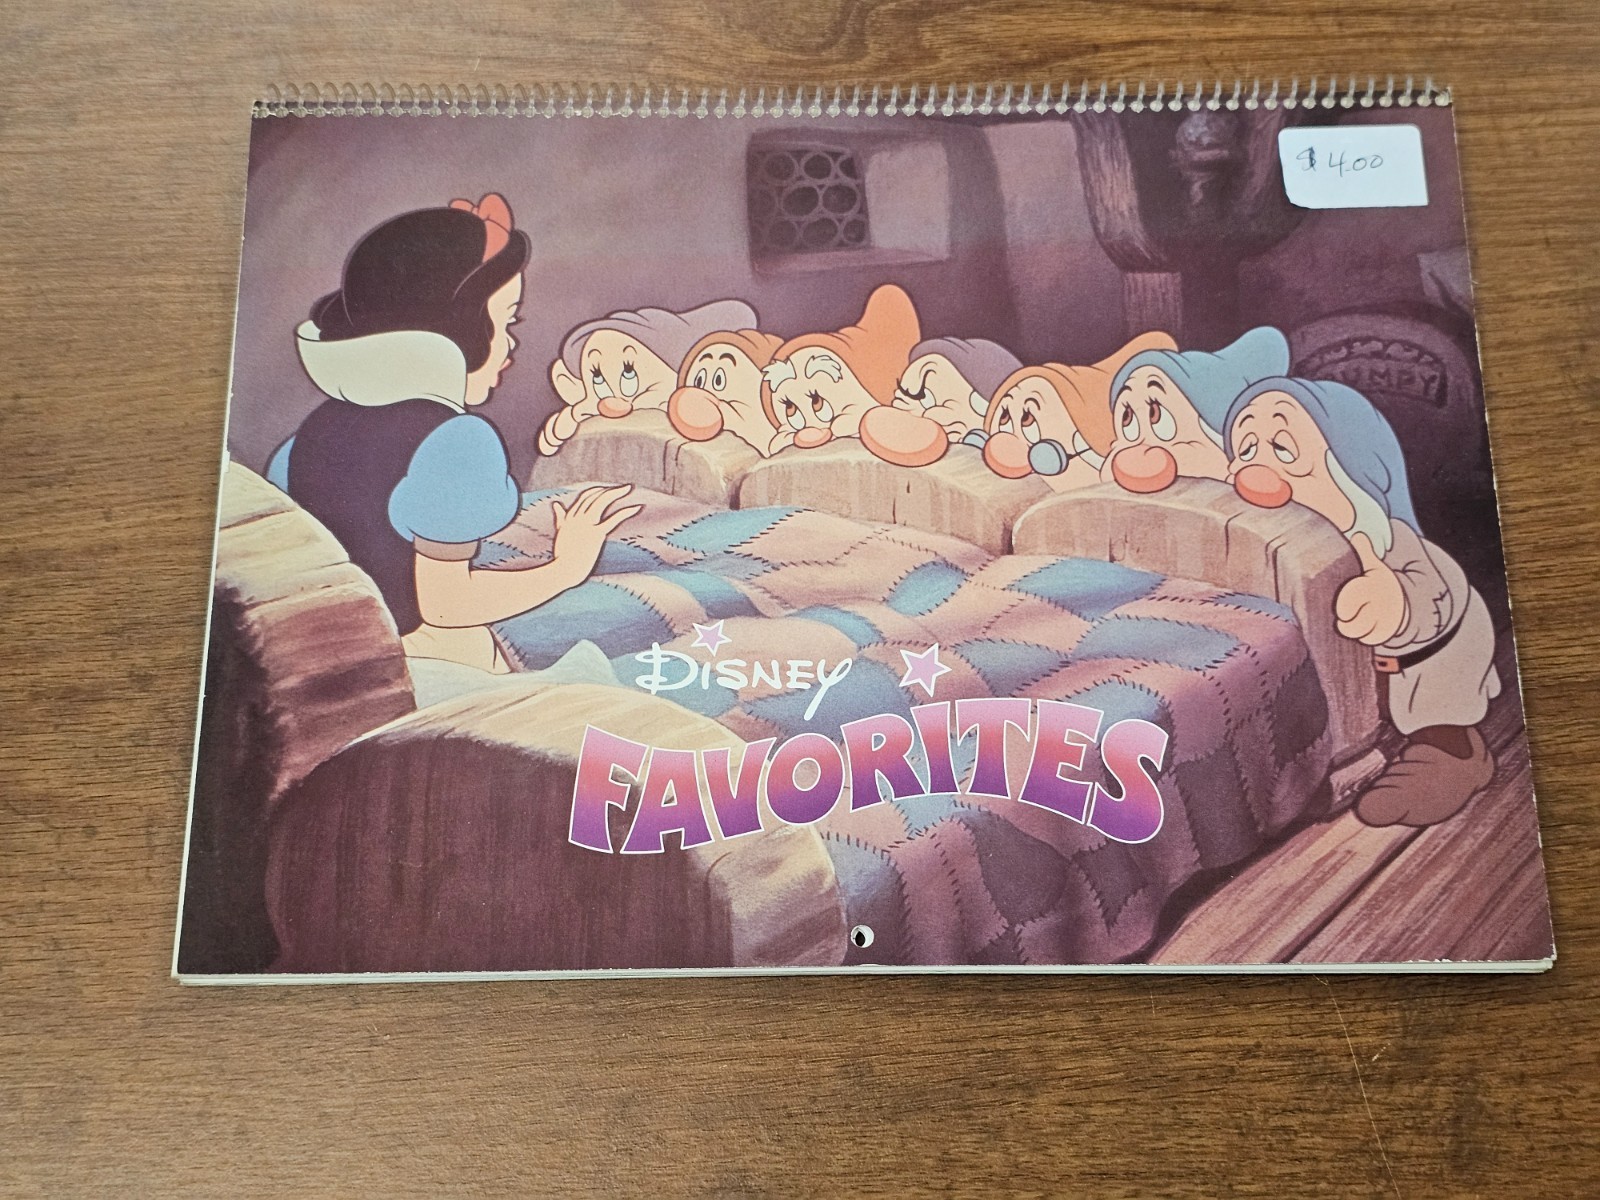 $ 4.00
DISNEY
FAVORITES